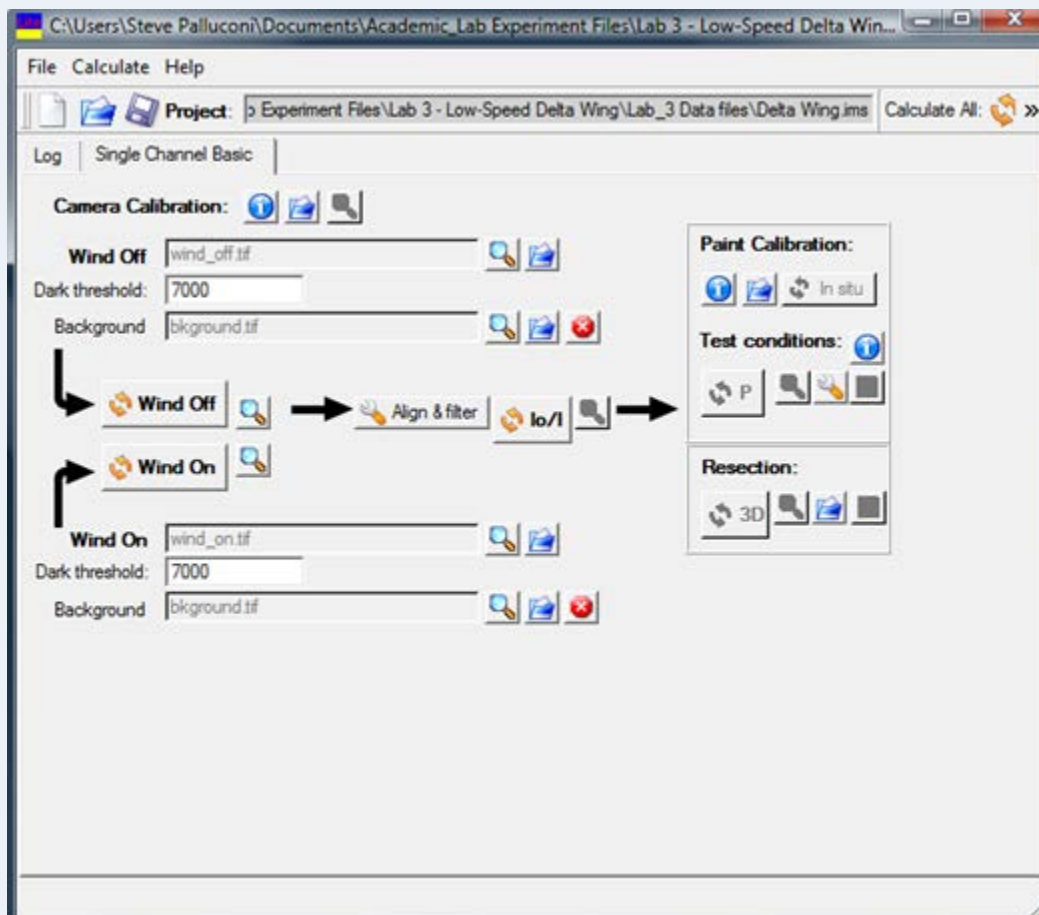 C:\Users\Steve Palluconi\Documents\Academic_Lab Experiment Files\Lab 3 - Low-Speed Delta Win...
File Calculate Help
Project: Experiment Files\Lab 3 - Low-Speed Delta Wing\Lab_3 Data files\Delta Wing.ims Calculate All: »
Log Single Channel Basic
Camera Calibration:
Wind Off wind_off.tif
Dark threshold: 7000
Background bkground.tif
Wind Off
Align & filter Io/I
Wind On
Wind On wind_on.tif
Dark threshold: 7000
Background bkground.tif
Paint Calibration:
In situ
Test conditions:
P
Resection:
3D